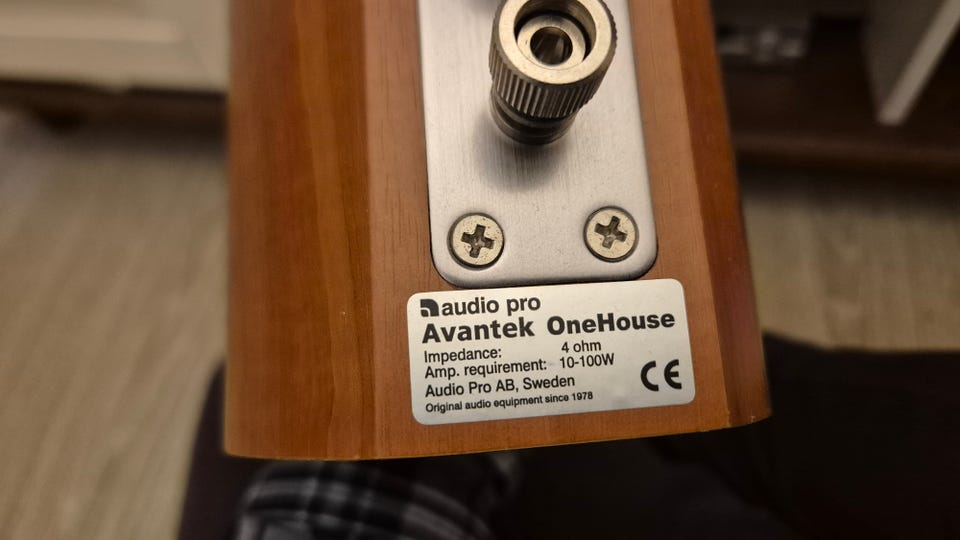 audio pro
Avantek OneHouse
Impedance: 4 ohm
Amp. requirement: 10-100W
Audio Pro AB, Sweden
Original audio equipment since 1978
CE